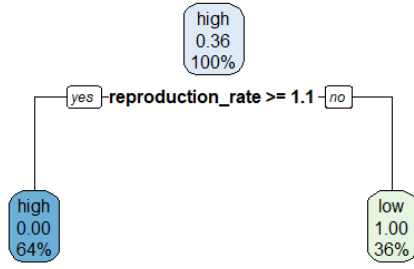 high
0.36
100%
yes reproduction_rate >= 1.1 no
high
0.00
64%
low
1.00
36%